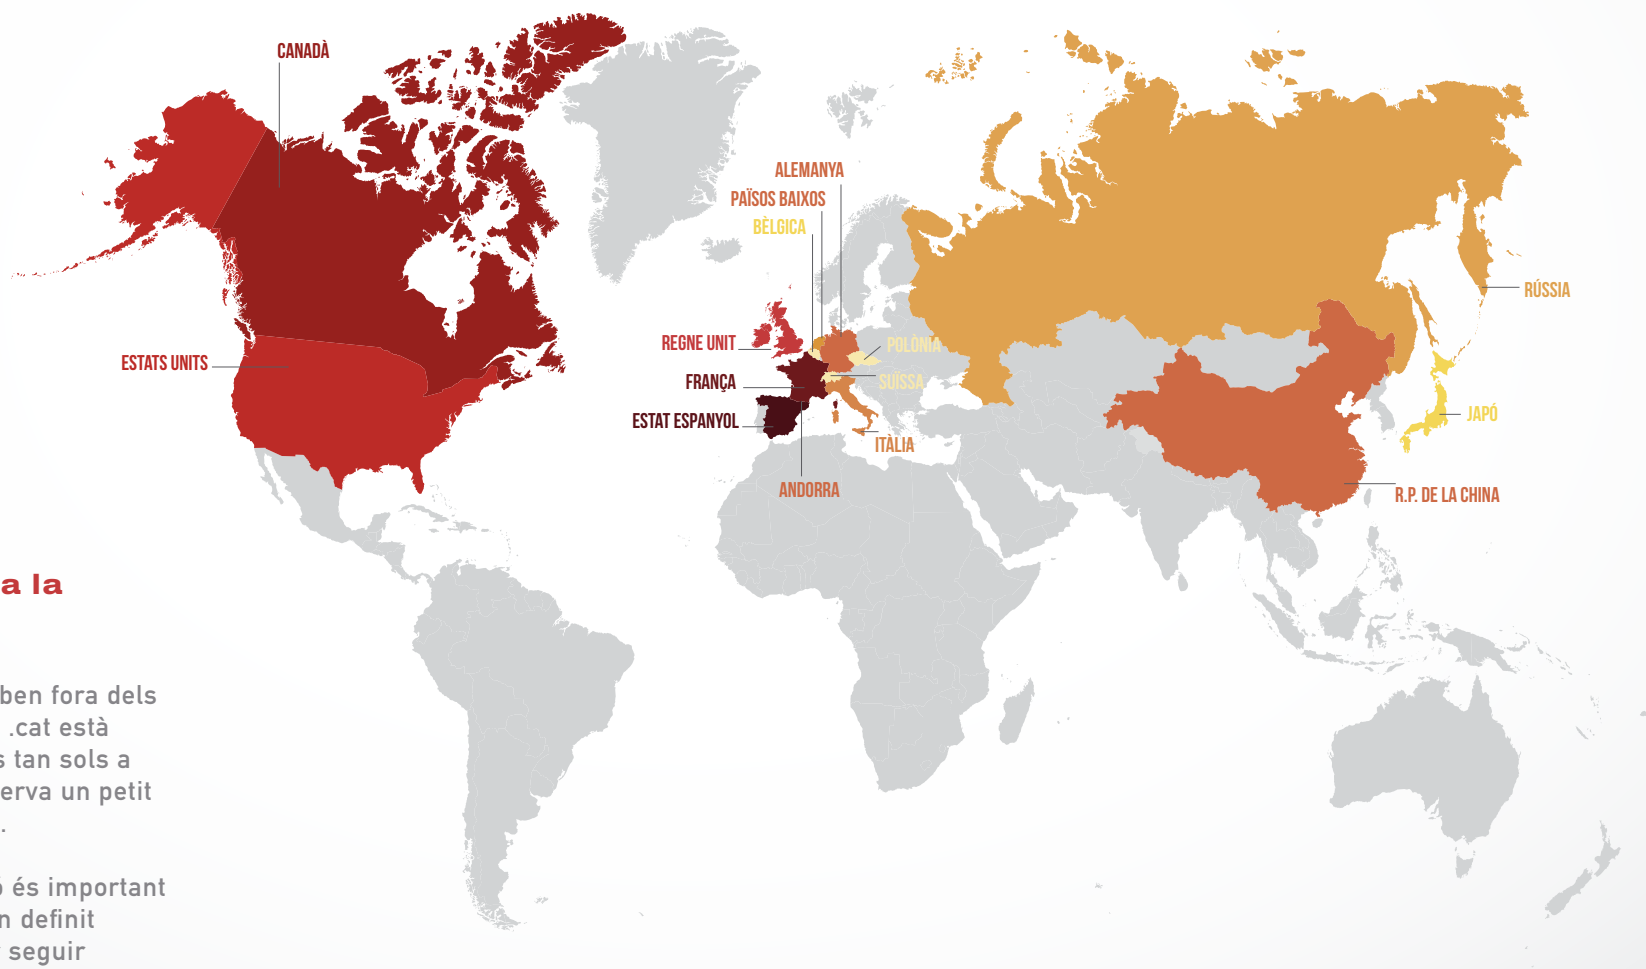 CANADÀ
ALEMANYA
PAÏSOS BAIXOS
BÈLGICA
RÚSSIA
REGNE UNIT
POLÒNIA
ESTATS UNITS
FRANÇA
SUÏSSA
ESTAT ESPANYOL
JAPÓ
ITÀLIA
ANDORRA
R.P. DE LA CHINA
a la
ben fora dels
.cat està
s tan sols a
erva un petit
.
ó és important
n definit
r seguir